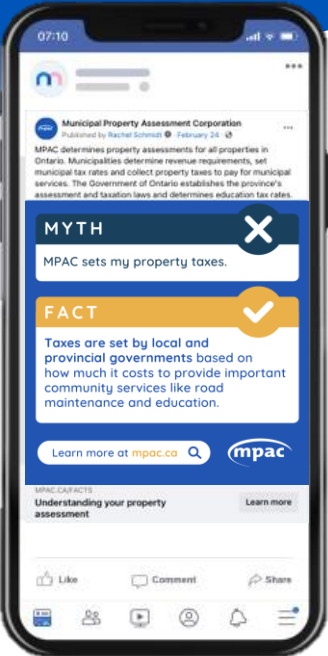 07:10
Municipal Property Assessment Corporation
Published by Rachel Schmidt · February 24 ·
MPAC determines property assessments for all properties in
Ontario. Municipalities determine revenue requirements, set
municipal tax rates and collect property taxes to pay for municipal
services. The Government of Ontario establishes the province's
assessment and taxation laws and determines education tax rates.
MYTH
MPAC sets my property taxes.
FACT
Taxes are set by local and
provincial governments based on
how much it costs to provide important
community services like road
maintenance and education.
Learn more at mpac.ca
mpac
MPAC.CA/FACTS
Understanding your property
assessment
Learn more
Like
Comment
Share